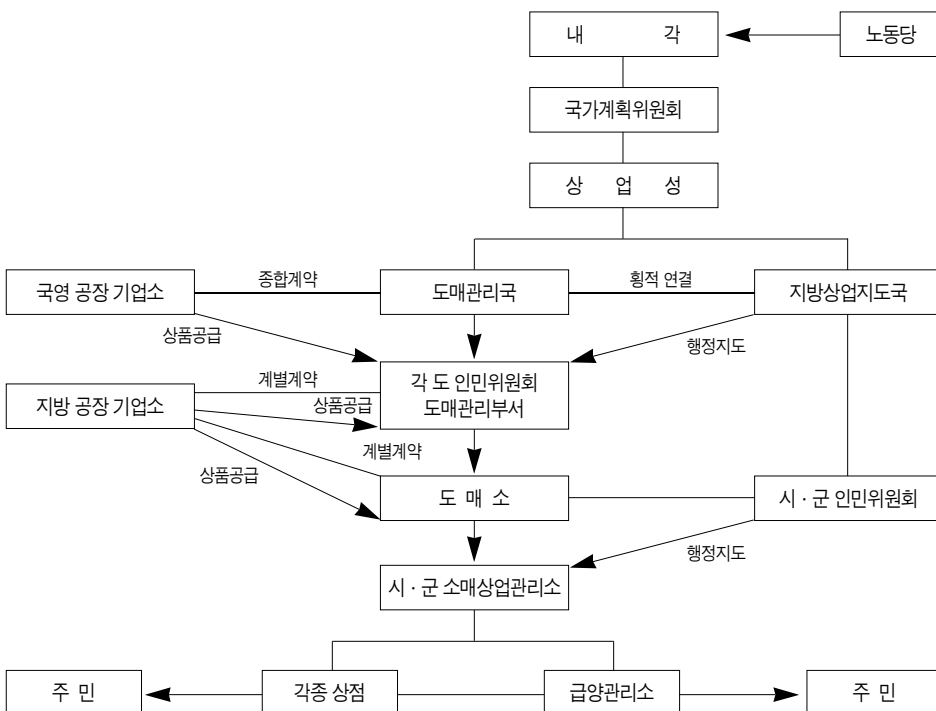 내 각
노동당
국가계획위원회
상 업 성
국영 공장 기업소
종합계약
도매관리국
횡적 연결
지방상업지도국
상품공급
행정지도
지방 공장 기업소
계별계약
상품공급
각 도 인민위원회
도매관리부서
계별계약
상품공급
도 매 소
시 · 군 인민위원회
행정지도
시 · 군 소매상업관리소
주 민
각종 상점
급양관리소
주 민